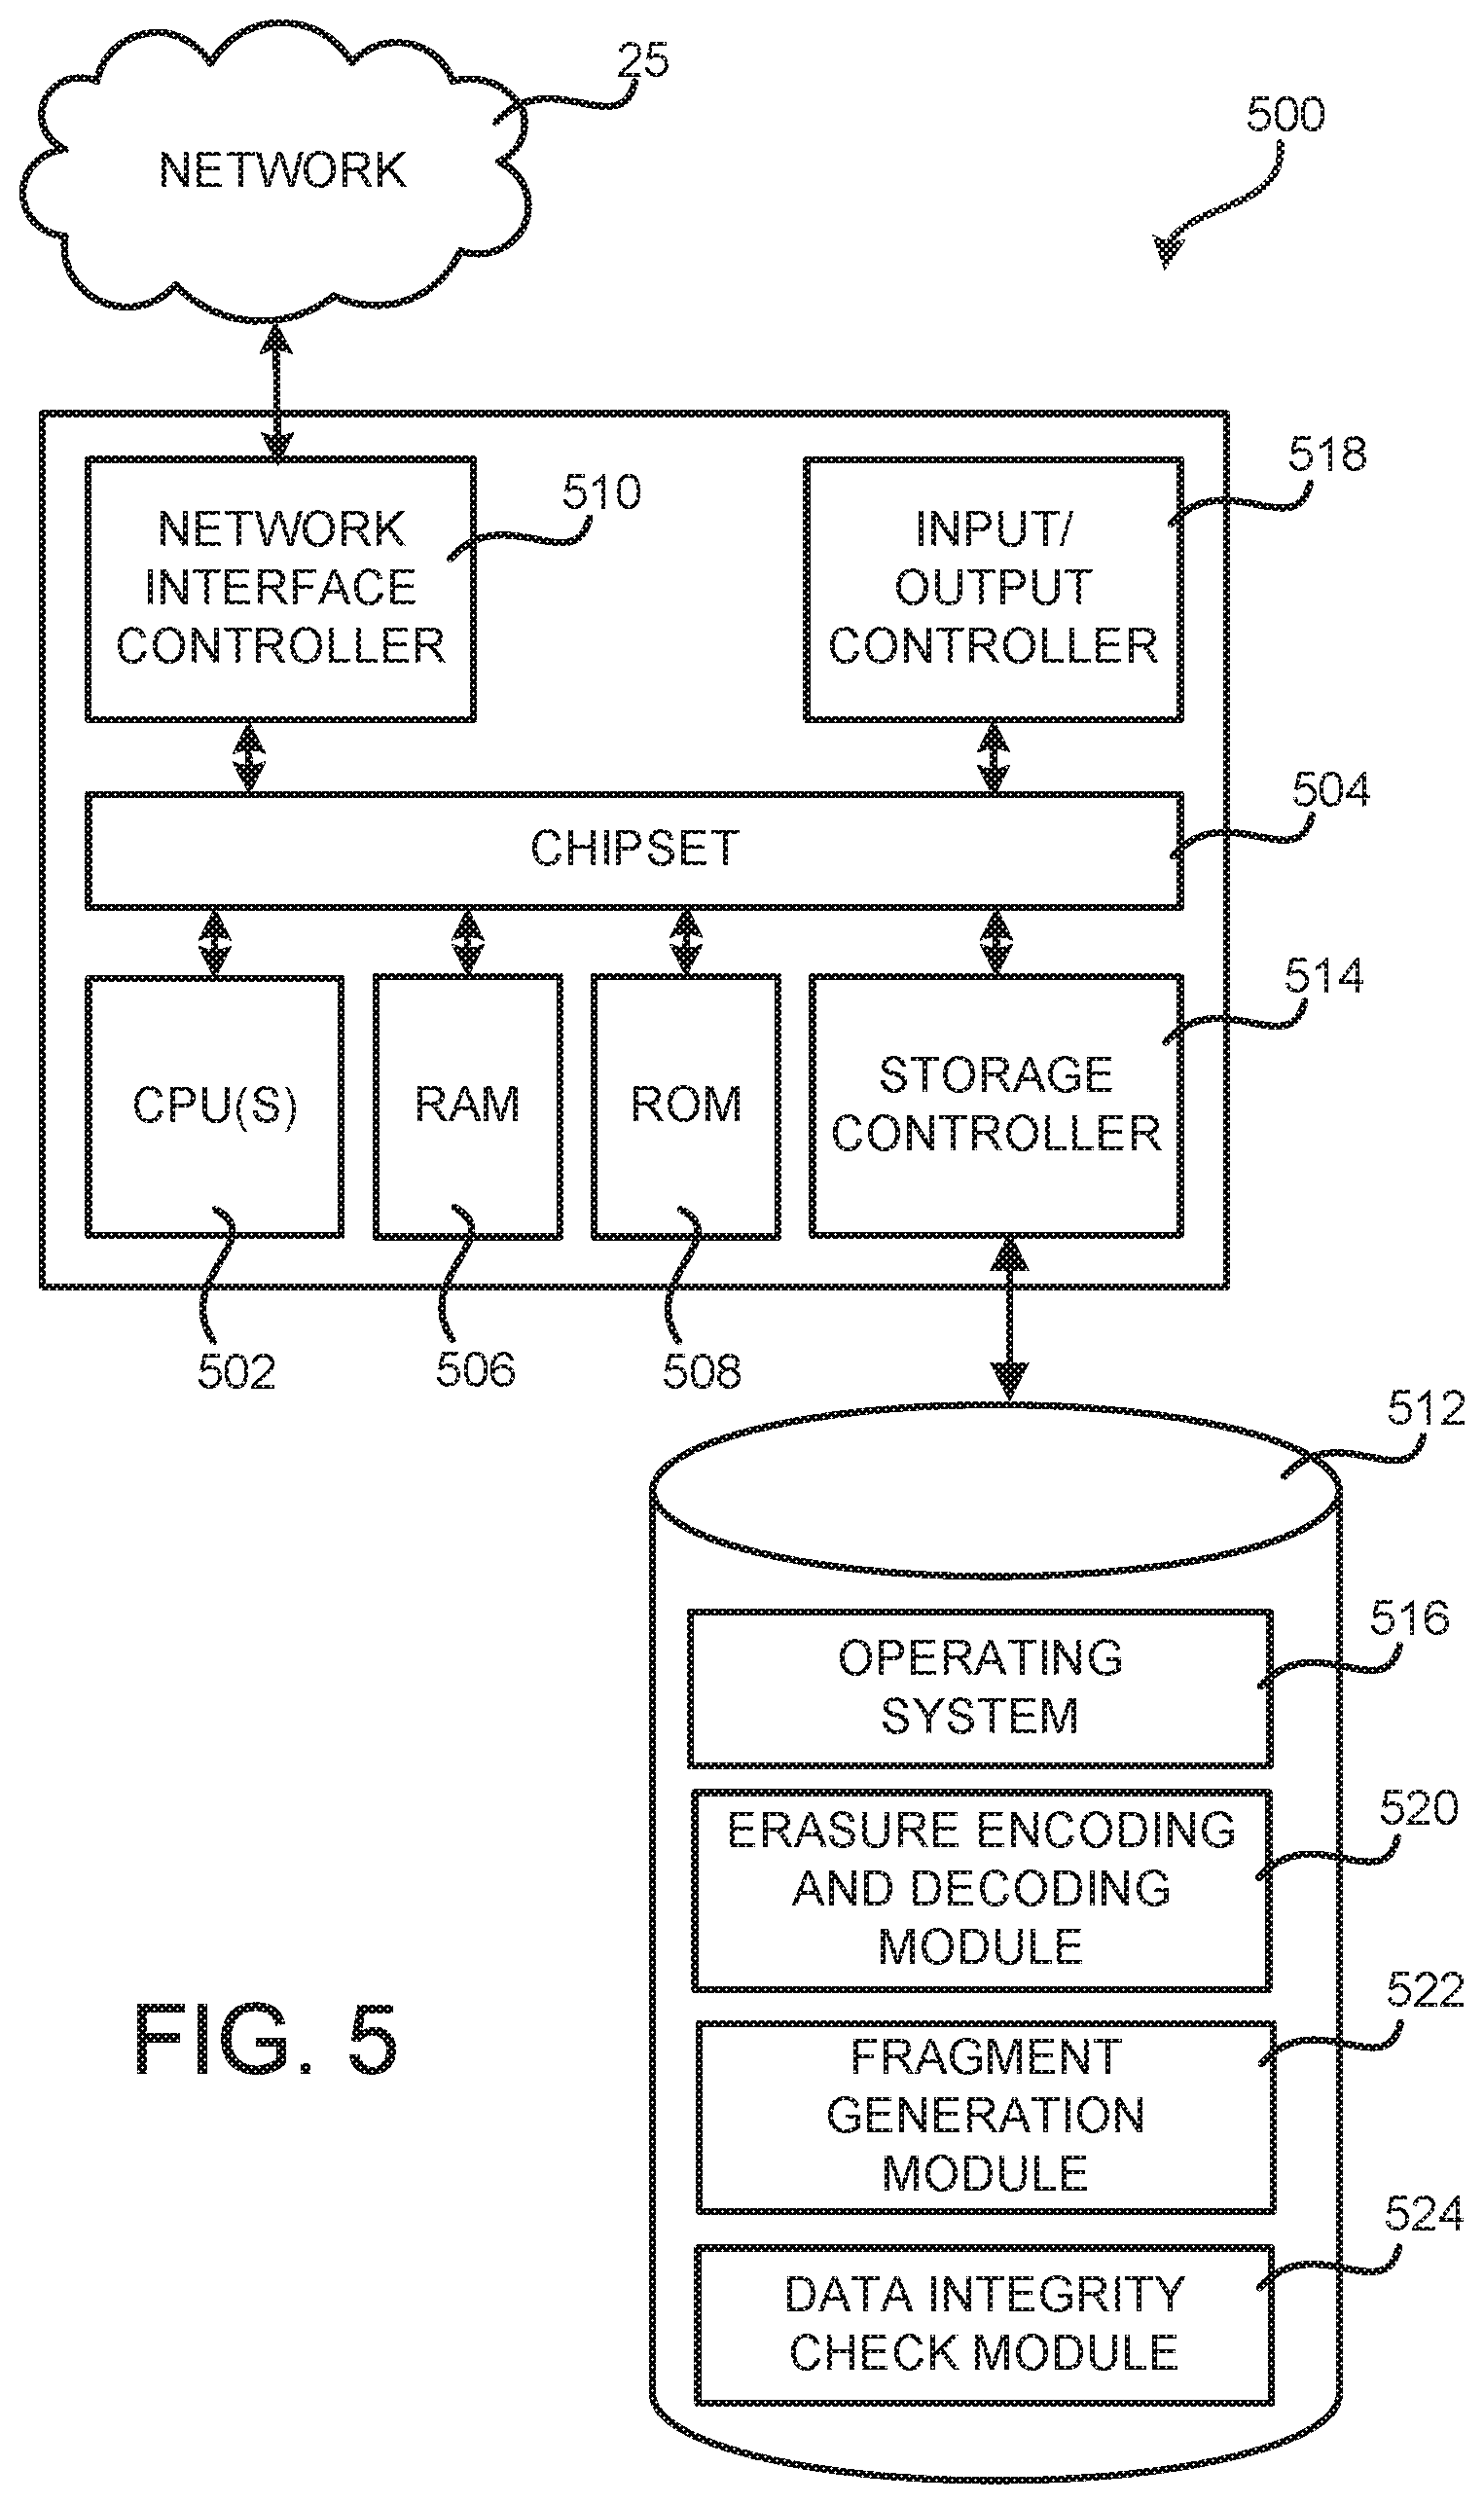 25
500
NETWORK
518
510
NETWORK
INTERFACE
CONTROLLER
INPUT/
OUTPUT
CONTROLLER
504
CHIPSET
514
CPU(S)
RAM
ROM
STORAGE
CONTROLLER
502
506
508
512
516
OPERATING
SYSTEM
520
ERASURE ENCODING
AND DECODING
MODULE
522
FRAGMENT
GENERATION
MODULE
524
DATA INTEGRITY
CHECK MODULE
FIG. 5